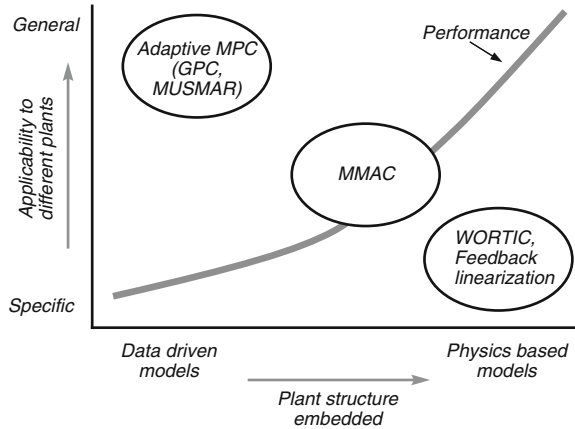 General
Adaptive MPC
(GPC,
MUSMAR)
Performance
Applicability to
different plants
MMAC
WORTIC,
Feedback
linearization
Specific
Data driven
models
Physics based
models
Plant structure
embedded